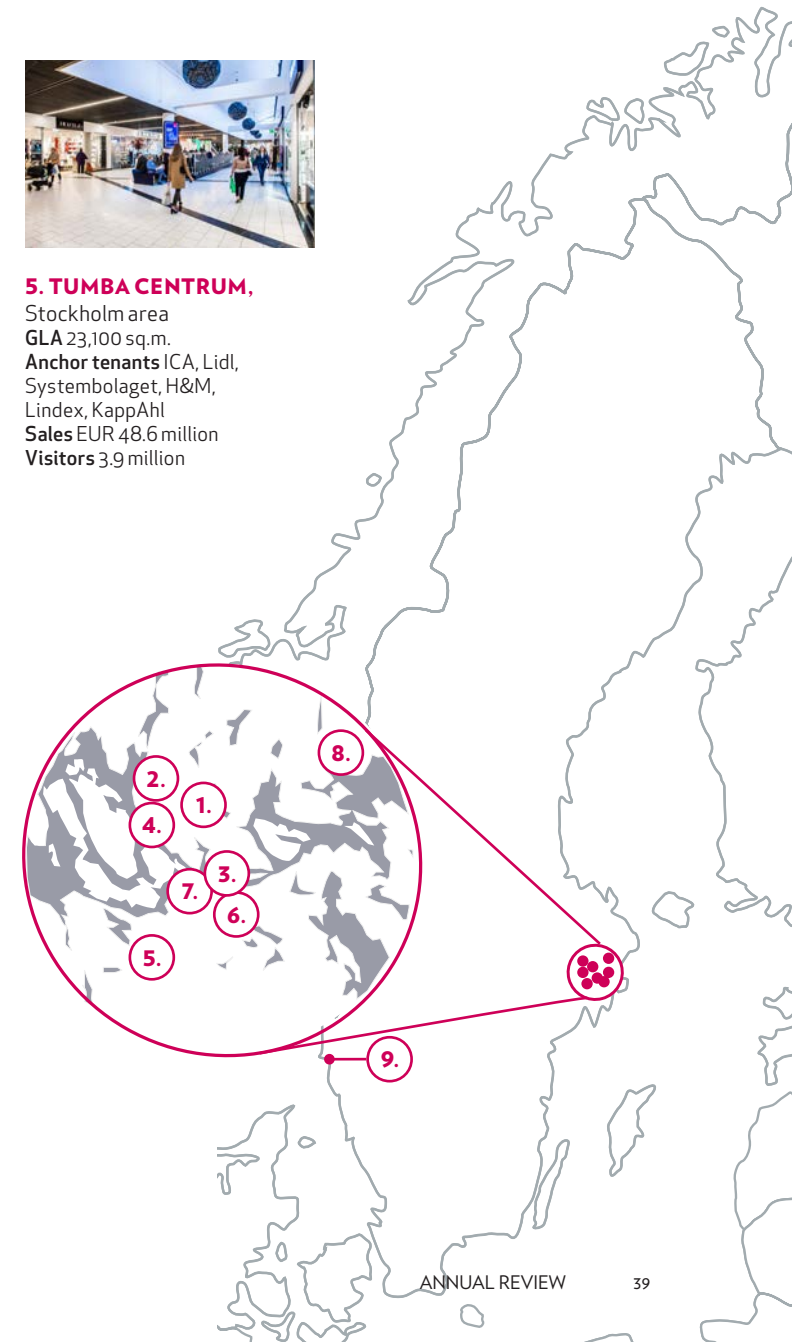 5. TUMBA CENTRUM,
Stockholm area
GLA 23,100 sq.m.
Anchor tenants ICA, Lidl,
Systembolaget, H&M,
Lindex, KappAhl
Sales EUR 48.6 million
Visitors 3.9 million
8.
2.
1.
4.
3.
7.
6.
5.
9.
ANNUAL REVIEW 39